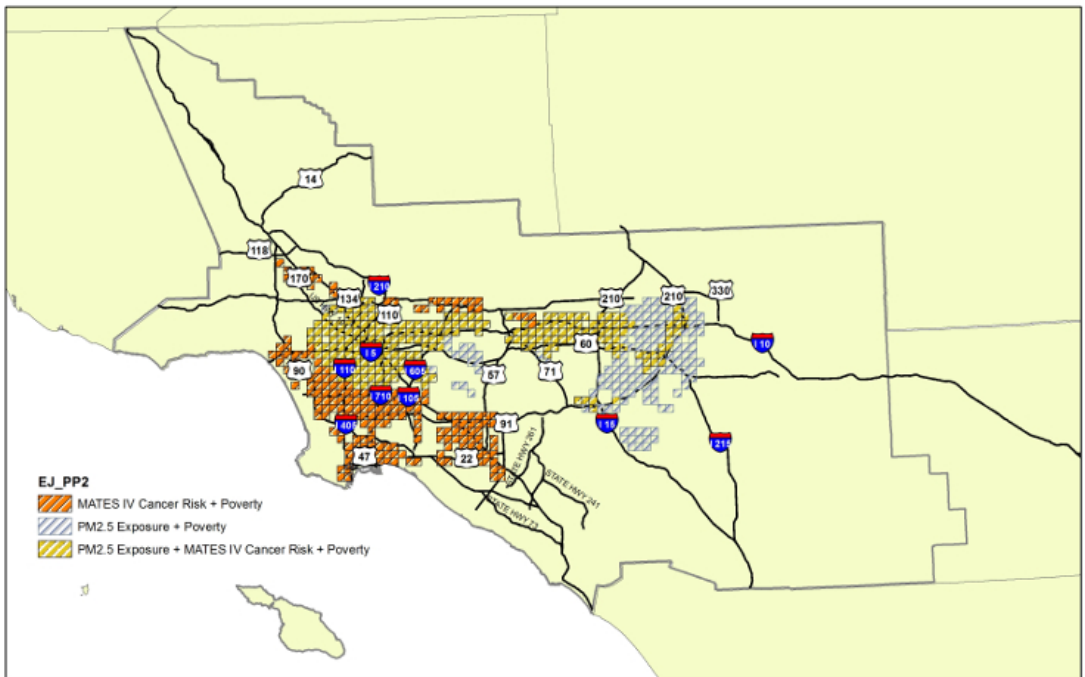 14
118
170
I 210
134
110
210
210
330
I 5
60
I 10
90
I 10
605
57
71
710
I 105
405
91
I 15
I 215
47
22
STATE HWY 261
STATE HWY 241
STATE HWY 73
EJ_PP2
MATES IV Cancer Risk + Poverty
PM2.5 Exposure + Poverty
PM2.5 Exposure + MATES IV Cancer Risk + Poverty